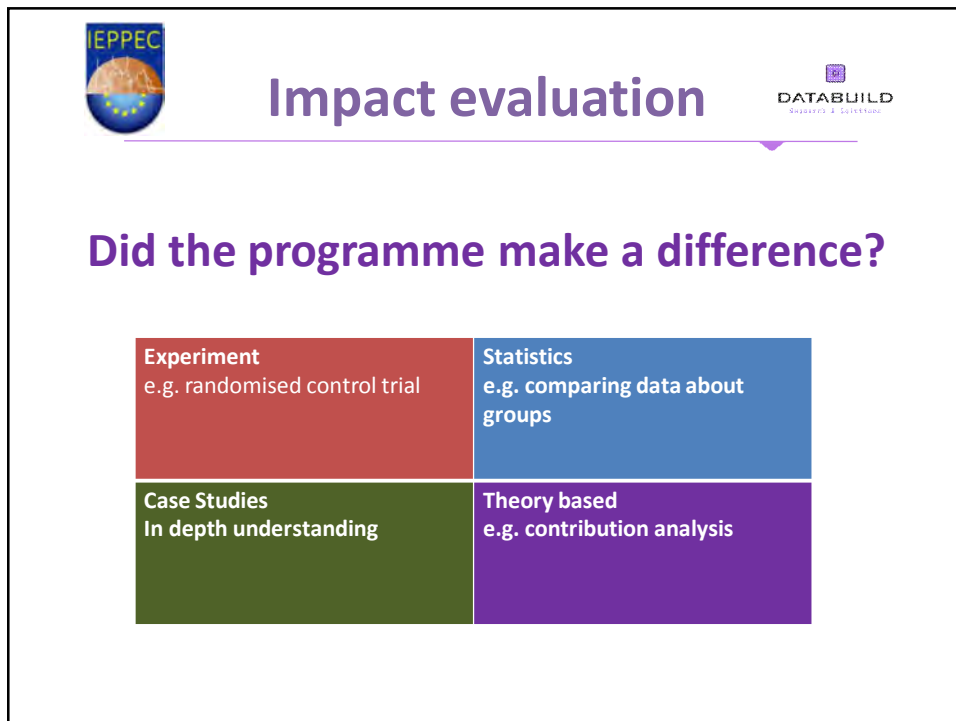 IEPPEC
Impact evaluation
DATABUILD
Did the programme make a difference?
Experiment
e.g. randomised control trial
Statistics
e.g. comparing data about
groups
Case Studies
In depth understanding
Theory based
e.g. contribution analysis